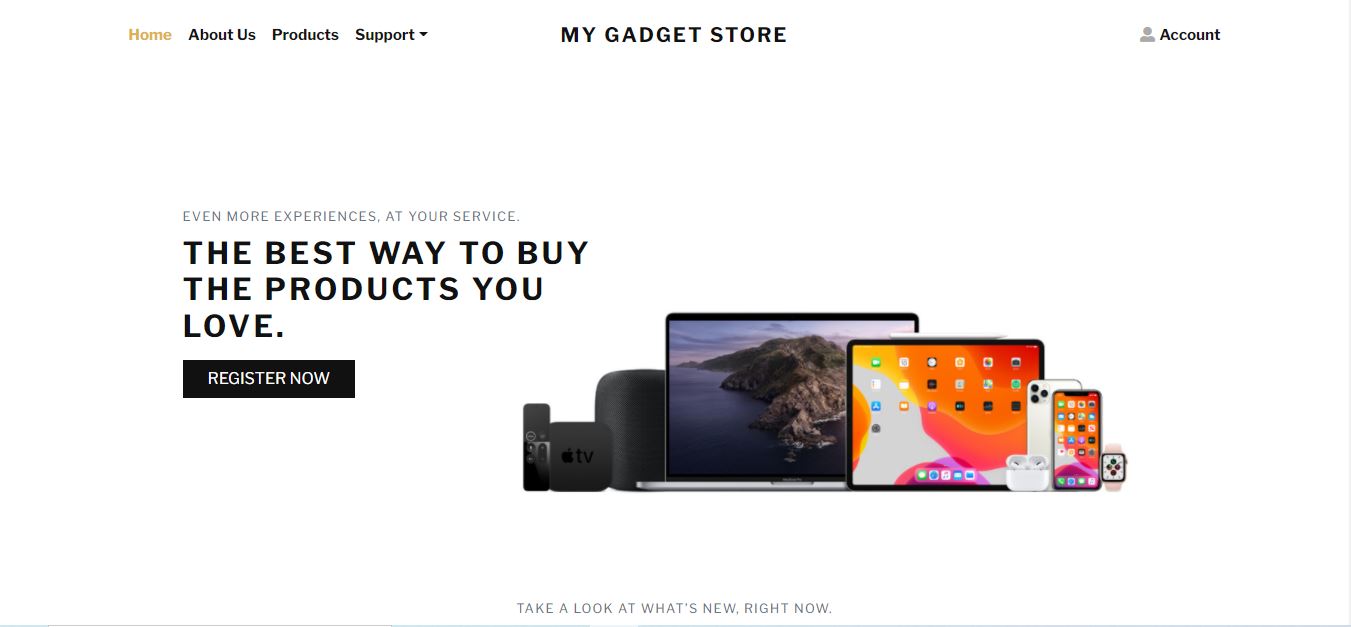 Home About Us Products Support MY GADGET STORE Account
EVEN MORE EXPERIENCES, AT YOUR SERVICE.
THE BEST WAY TO BUY
THE PRODUCTS YOU
LOVE.
REGISTER NOW
tv
TAKE A LOOK AT WHAT'S NEW, RIGHT NOW.